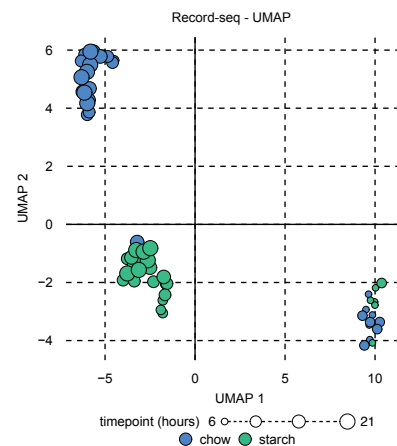 Record-seq - UMAP
6
4
2
0
−2
−4
UMAP 2
−5 0 5 10
UMAP 1
timepoint (hours) 6 21
chow starch